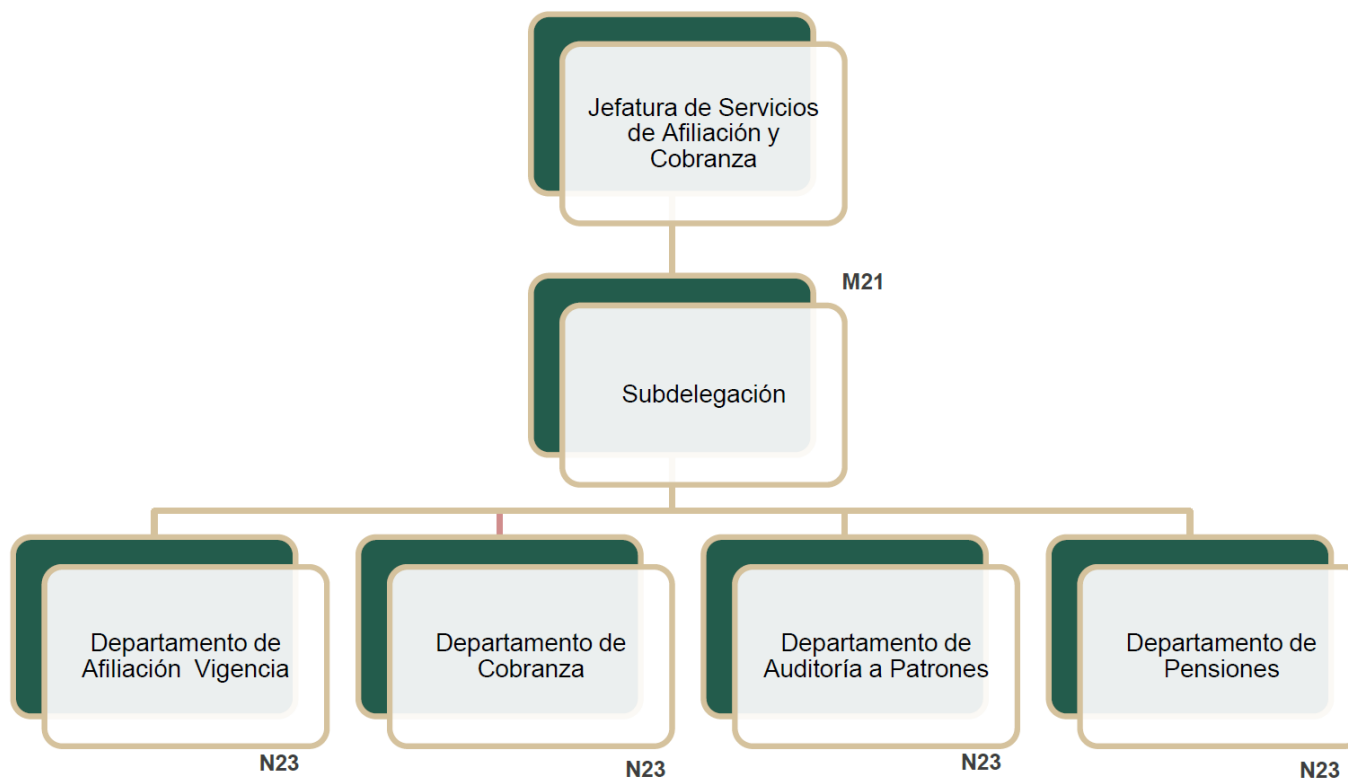 Jefatura de Servicios
de Afiliación y
Cobranza
M21
Subdelegación
Departamento de
Afiliación  Vigencia
N23
Departamento de
Cobranza
N23
Departamento de
Auditoría a Patrones
N23
Departamento de
Pensiones
N23